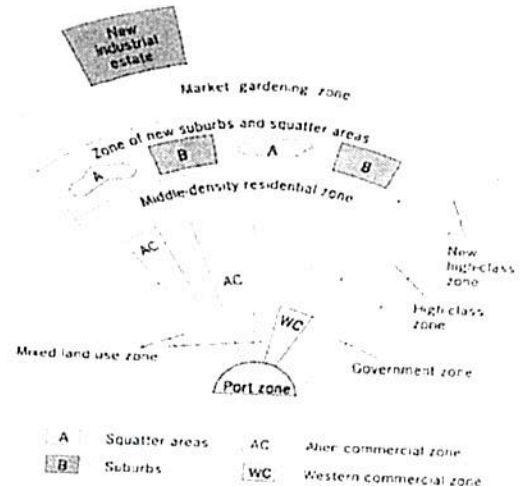 New
industrial
estate
Market gardening zone
Zone of new suburbs and squatter areas
A
B
A
B
Middle-density residential zone
AC
AC
New
high-class
zone
High class
zone
WC
Mixed land use zone
Government zone
Port zone
A Squatter areas
AC Alien commercial zone
B Suburbs
WC Western commercial zone